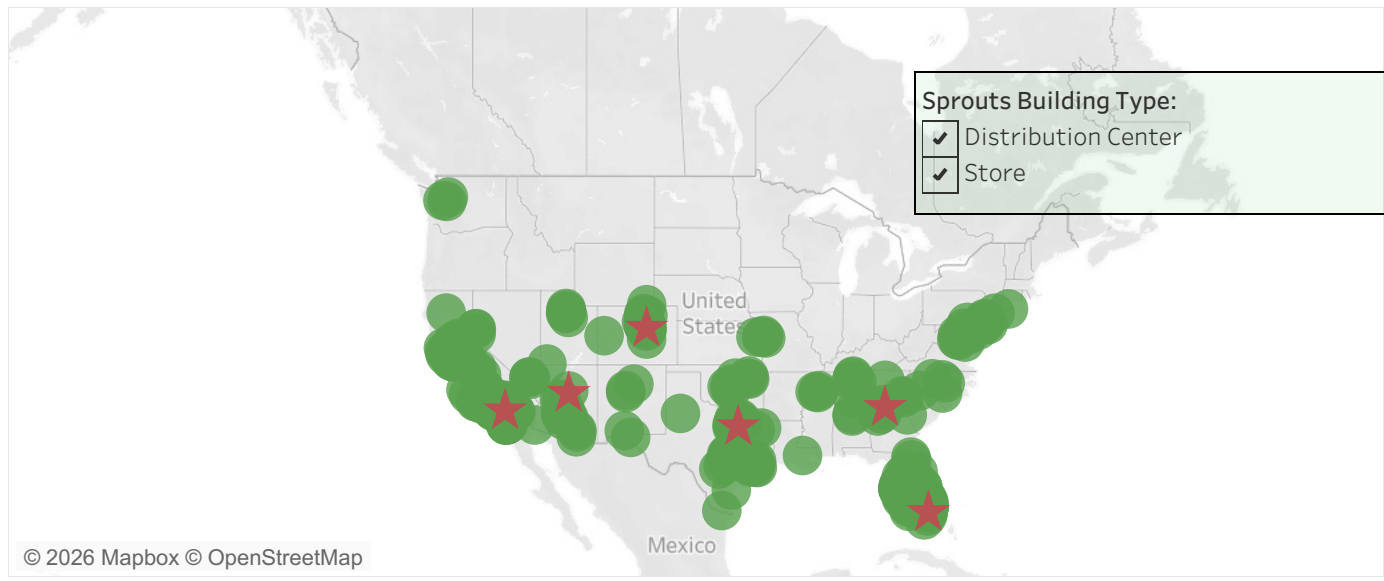 Sprouts Building Type:
Distribution Center
Store
United
States
Mexico
© 2026 Mapbox © OpenStreetMap